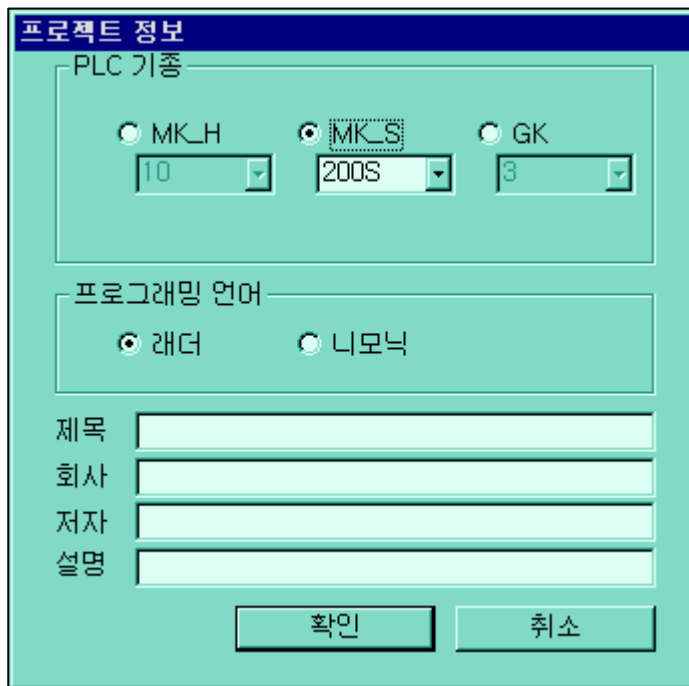 프로젝트 정보
PLC 기종
MK_H MK_S GK
10 200S 3
프로그래밍 언어
래더 니모닉
제목
회사
저자
설명
확인 취소